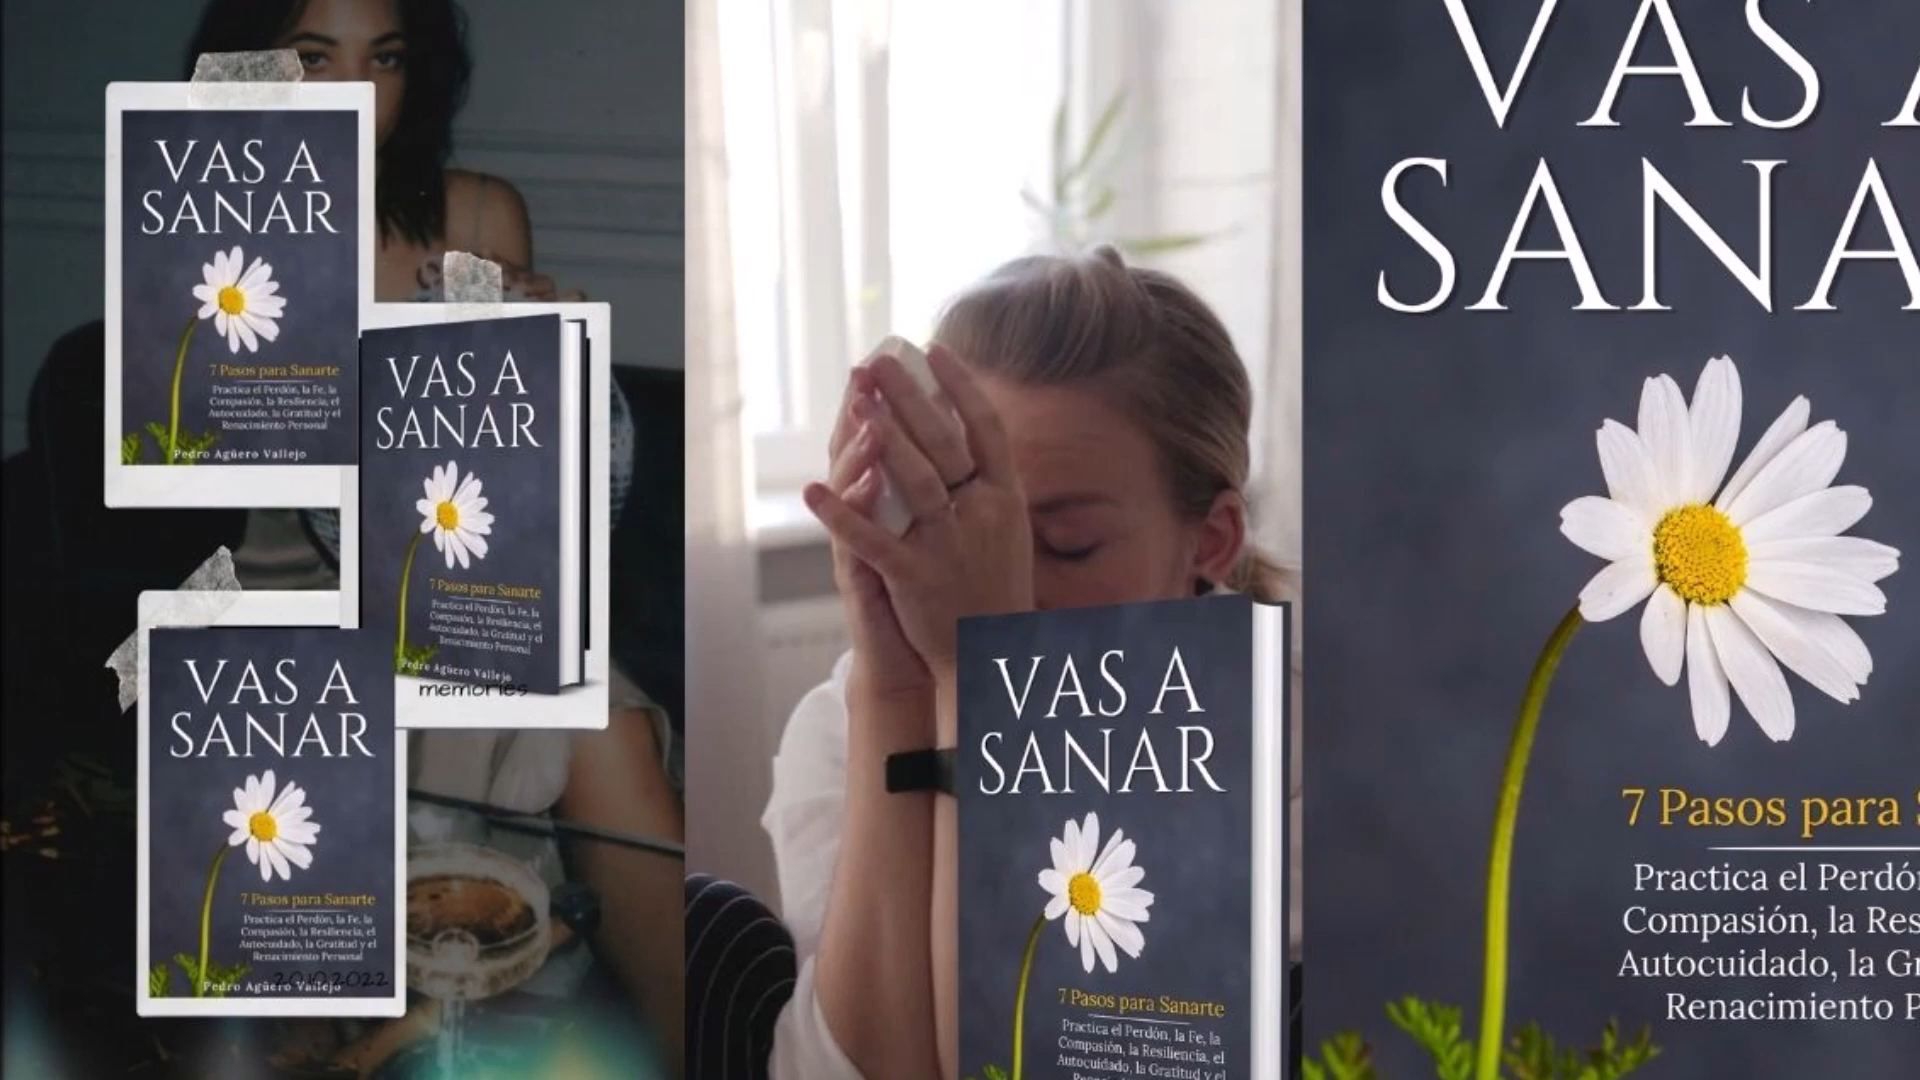 VAS A
SANAR
7 Pasos para Sanarte
Practica el Perdón, la Fe, la
Compasión, la Resiliencia, el
Autocuidado, la Gratitud y el
Renacimiento Personal
Pedro Agüero Vallejo
VAS A
SANAR
7 Pasos para Sanarte
Practica el Perdón, la Fe, la
Compasión, la Resiliencia, el
Autocuidado, la Gratitud y el
Renacimiento Personal
Pedro Agüero Vallejo
memories
VAS A
SANAR
7 Pasos para Sanarte
Practica el Perdón, la Fe, la
Compasión, la Resiliencia, el
Autocuidado, la Gratitud y el
Renacimiento Personal
20.10.2022
Pedro Agüero Vallejo
VAS A
SANAR
7 Pasos para Sanarte
Practica el Perdón, la Fe, la
Compasión, la Resiliencia, el
Autocuidado, la Gratitud y el
VAS
SANA
7 Pasos para
Practica el Perdó
Compasión, la Res
Autocuidado, la Gr
Renacimiento P